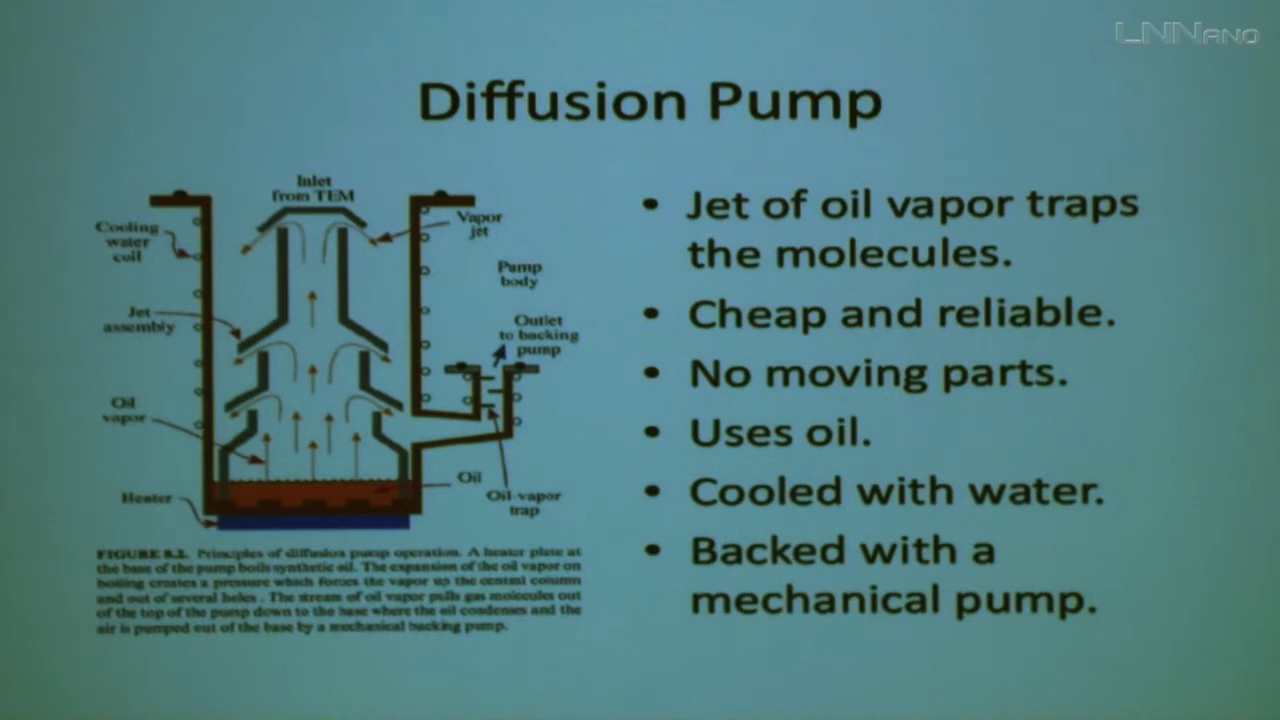 LNNANO
Diffusion Pump
Inlet
from TEM
Cooling
water
coil
Vapor
jet
Pump
body
Jet
assembly
Outlet
to backing
pump
Oil
vapor
Oil
Heater
Oil-vapor
trap
FIGURE 8.2. Principles of diffusion pump operation. A heater plate at
the base of the pump boils synthetic oil. The expansion of the oil vapor on
boiling creates a pressure which forces the vapor up the central column
and out of several holes. The stream of oil vapor pulls gas molecules out
of the top of the pump down to the base where the oil condenses and the
air is pumped out of the base by a mechanical backing pump.
• Jet of oil vapor traps
the molecules.
• Cheap and reliable.
• No moving parts.
• Uses oil.
• Cooled with water.
• Backed with a
mechanical pump.